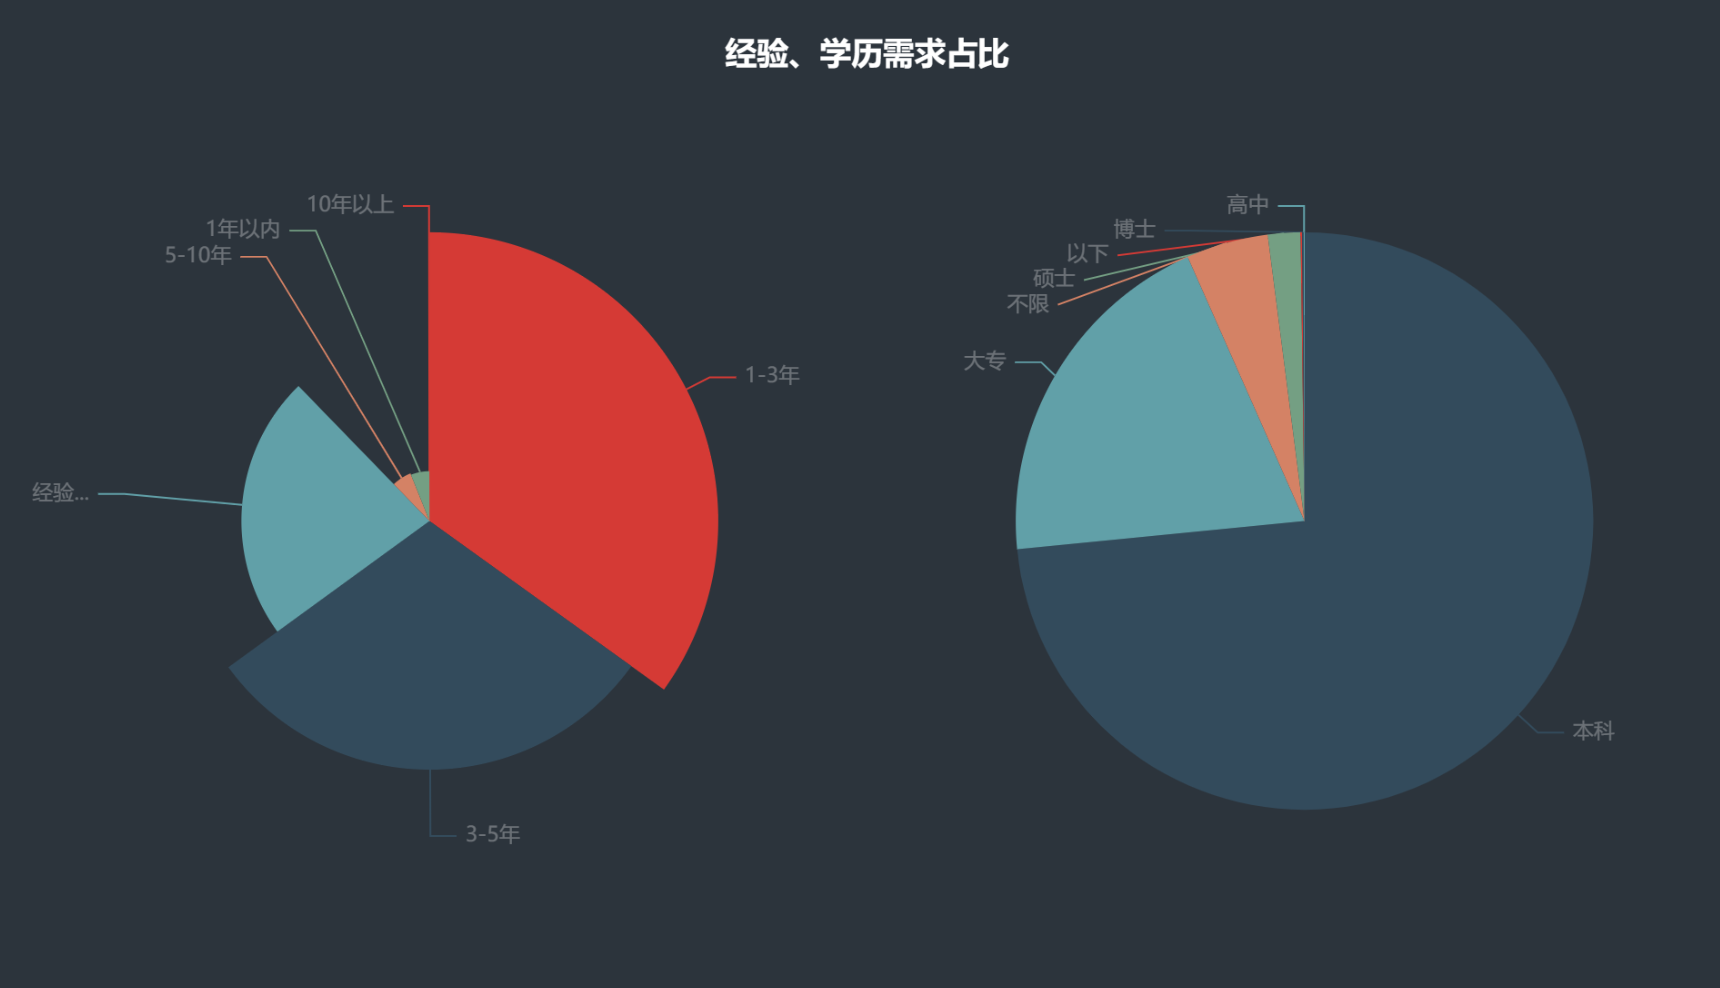 经验、学历需求占比
10年以上
1年以内
5-10年
1-3年
经验...
3-5年
高中
博士
以下
硕士
不限
大专
本科